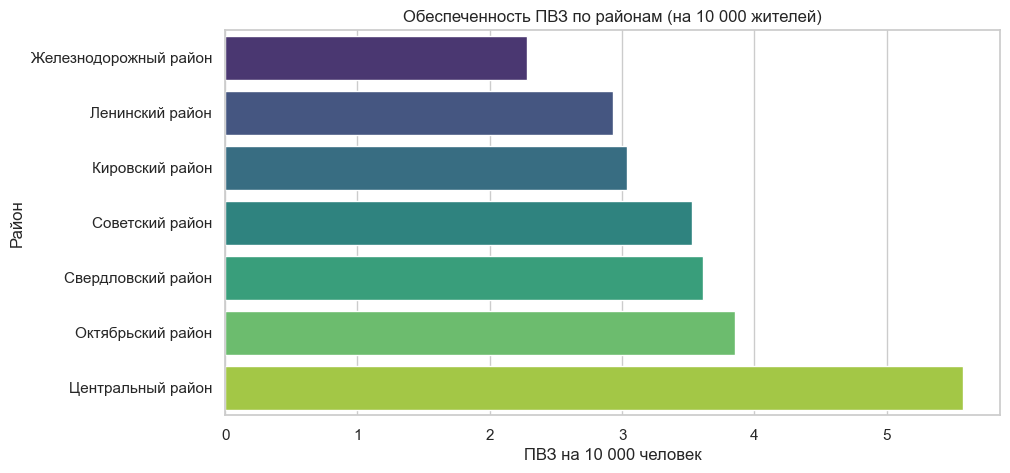 Обеспеченность ПВЗ по районам (на 10 000 жителей)
Район
Железнодорожный район
Ленинский район
Кировский район
Советский район
Свердловский район
Октябрьский район
Центральный район
0 1 2 3 4 5
ПВЗ на 10 000 человек